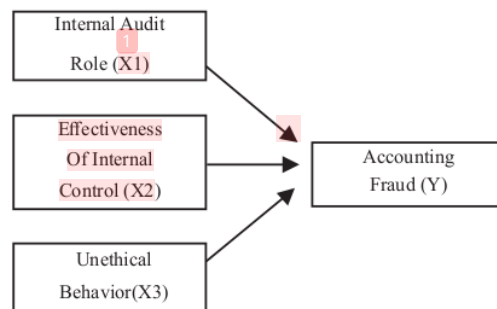 Internal Audit
1
Role (X1)
Effectiveness
Of Internal
Control (X2)
Accounting
Fraud (Y)
Unethical
Behavior(X3)